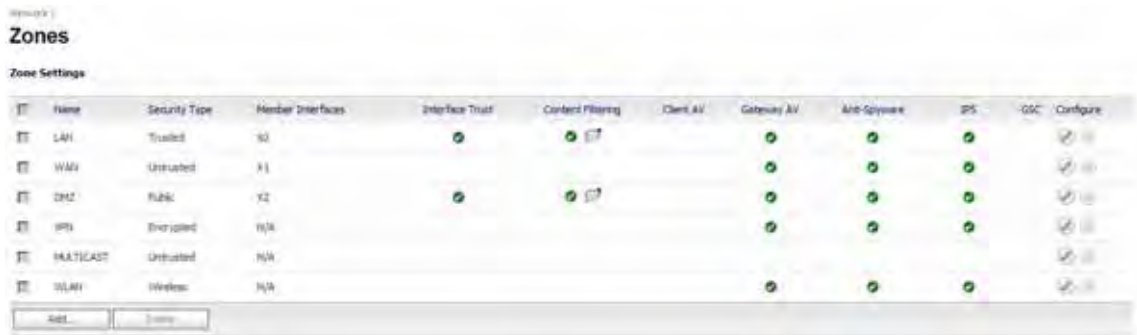 Network /
Zones
Zone Settings
Name Security Type Member Interfaces Interface Trust Content Filtering Client AV Gateway AV Anti-Spyware IPS GSC Configure
LAN Trusted X0
WAN Untrusted X1
DMZ Public X2
VPN Encrypted N/A
MULTICAST Untrusted N/A
WLAN Wireless N/A
Add... Delete